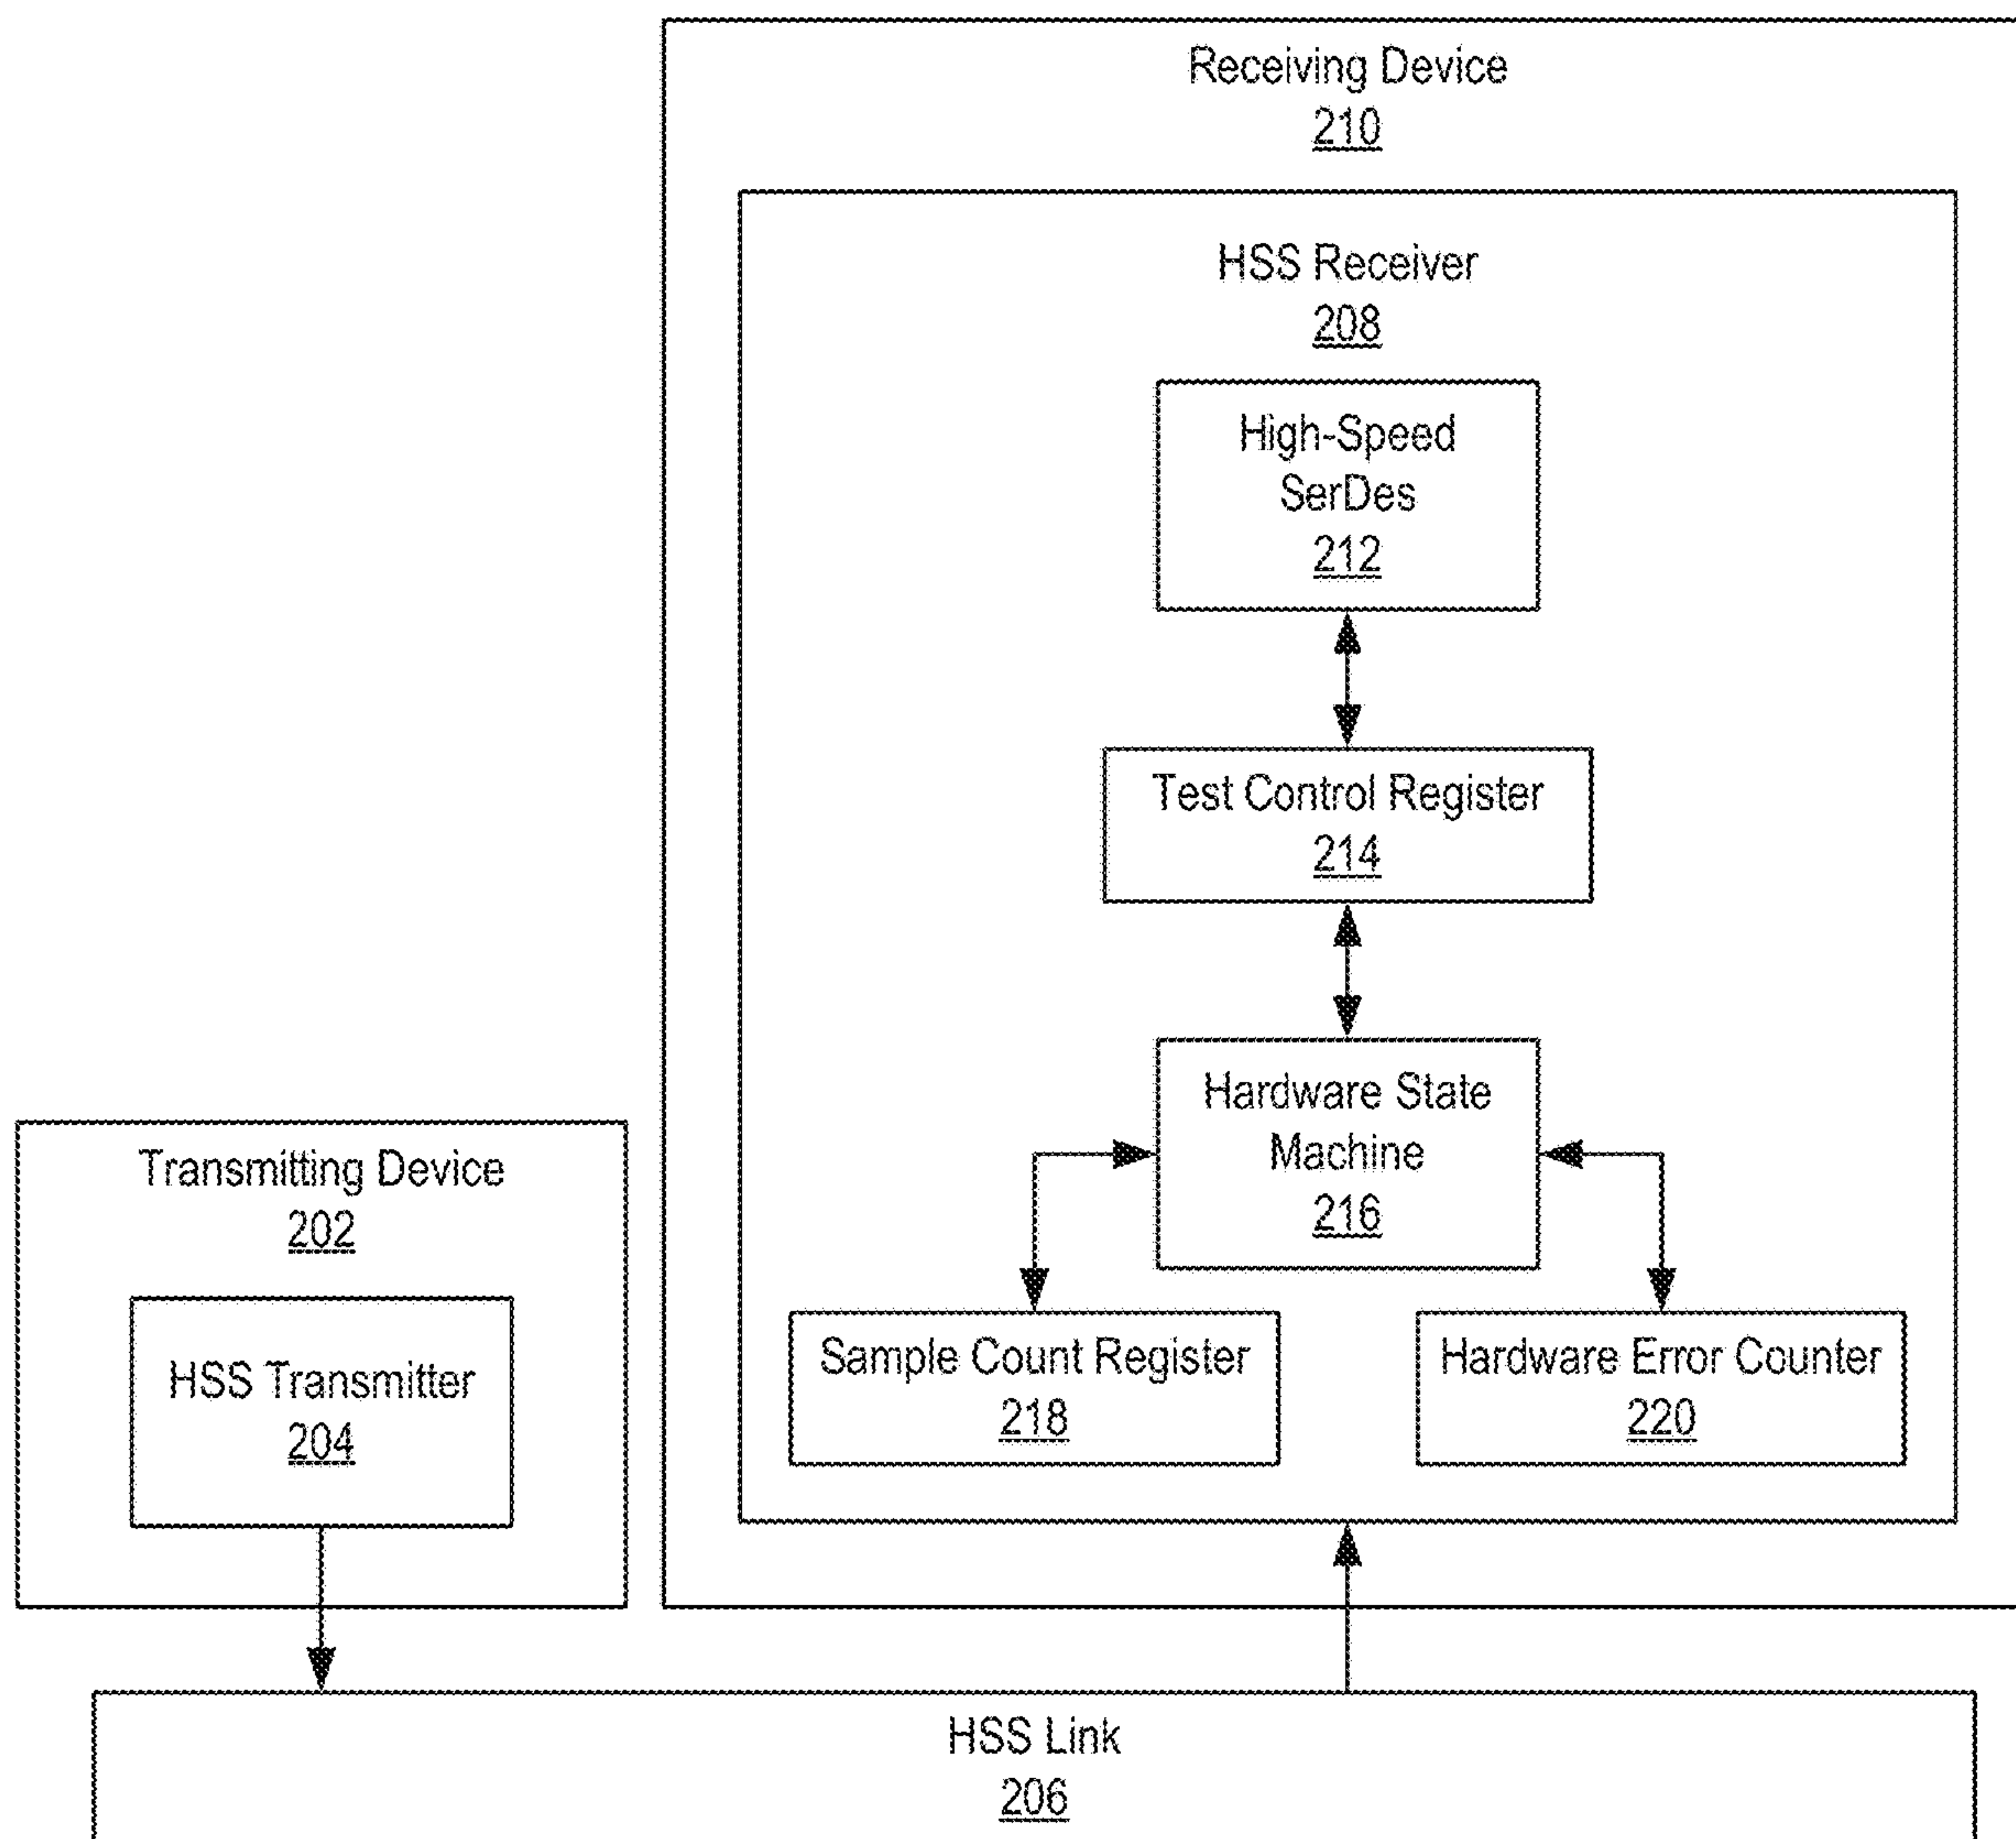 Receiving Device
210
HSS Receiver
208
High-Speed
SerDes
212
Test Control Register
214
Hardware State
Machine
216
Sample Count Register
218
Hardware Error Counter
220
Transmitting Device
202
HSS Transmitter
204
HSS Link
206